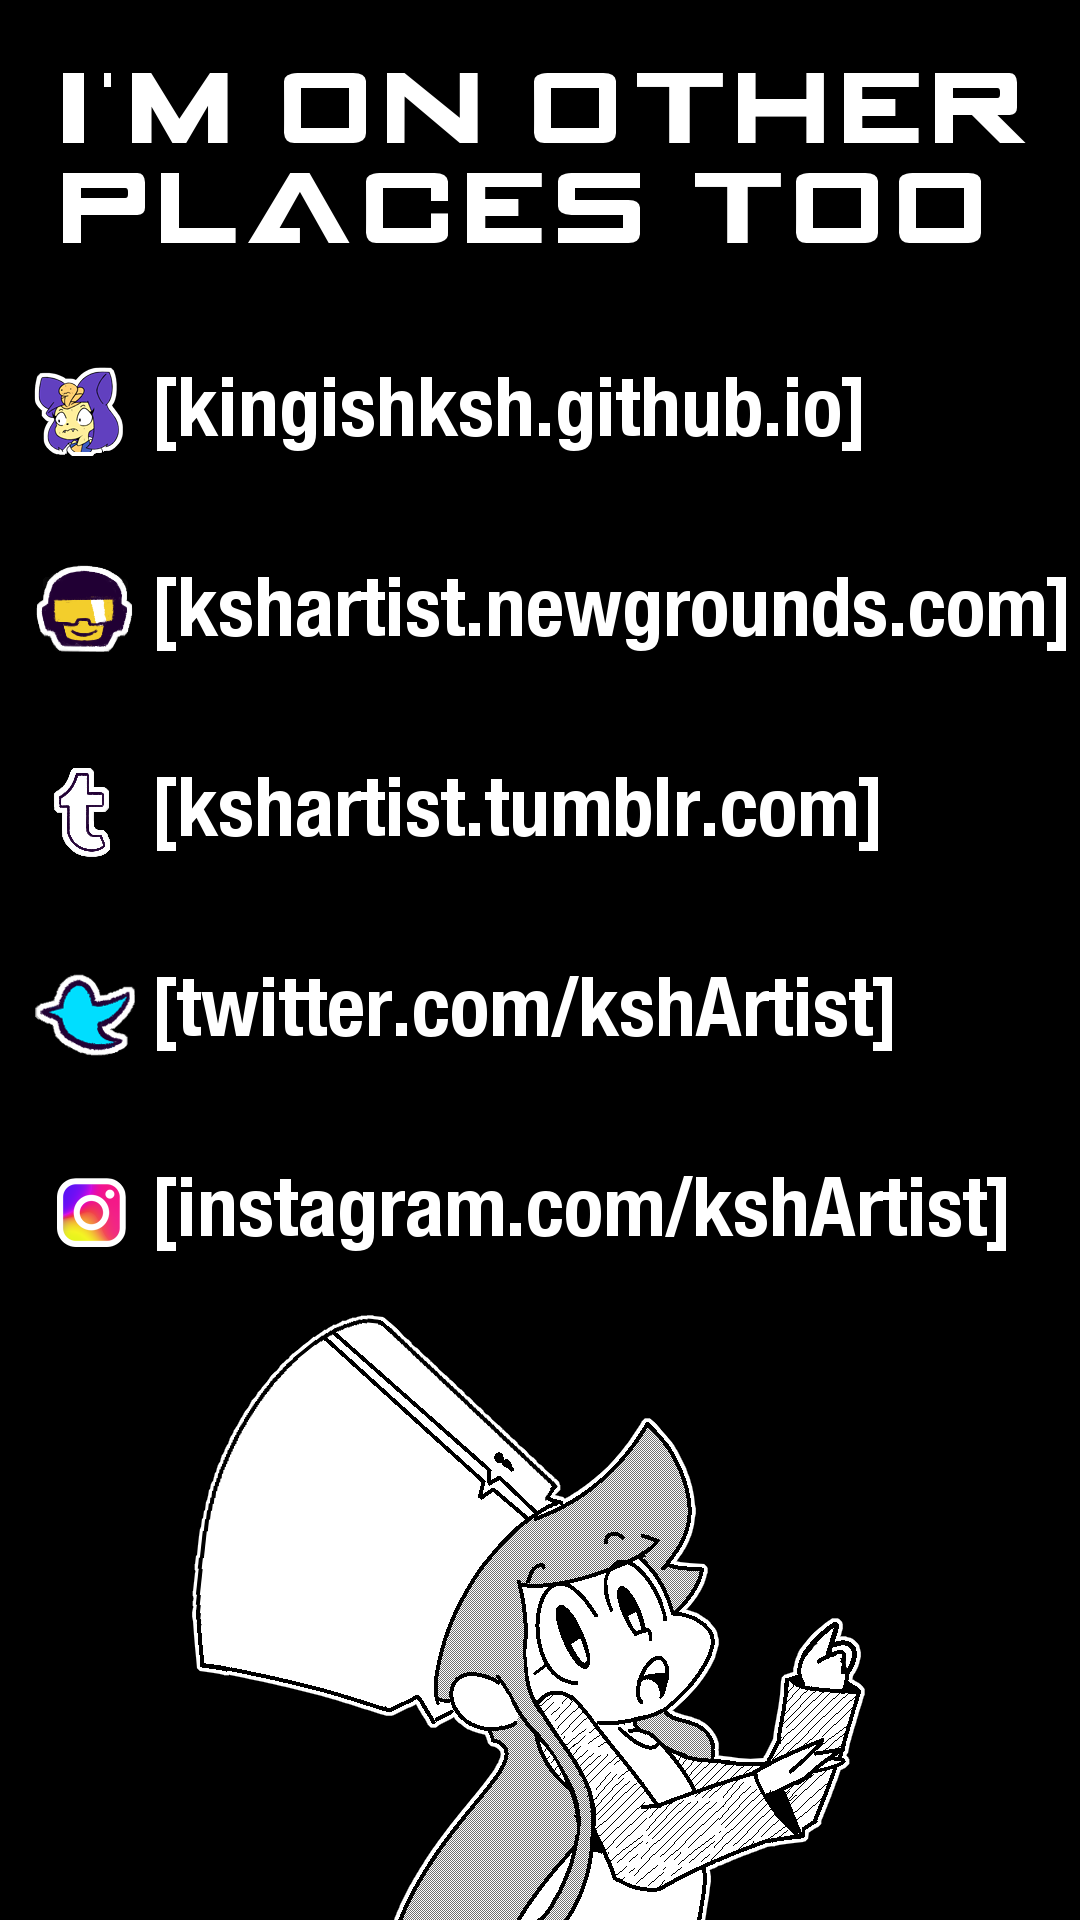 I'M ON OTHER
PLACES TOO
[kingishksh.github.io]
[kshartist.newgrounds.com]
t [kshartist.tumblr.com]
[twitter.com/kshArtist]
[instagram.com/kshArtist]